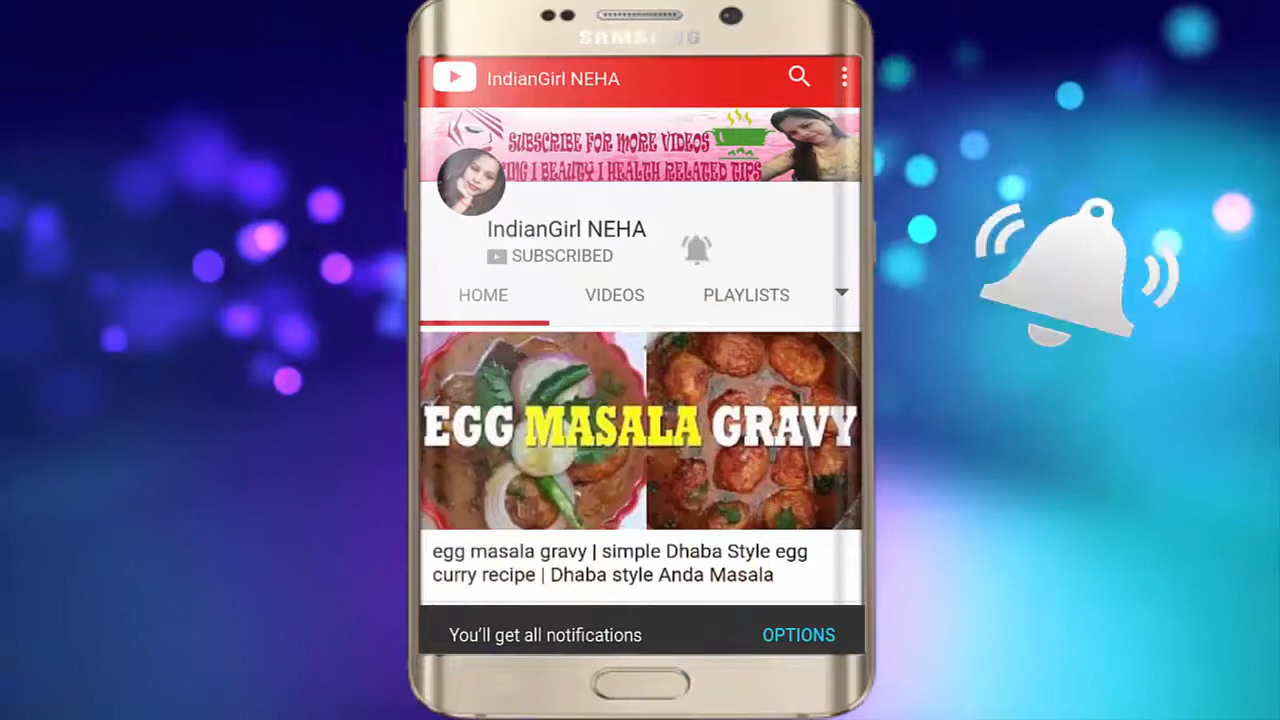 SAMSUNG
IndianGirl NEHA
SUBSCRIBE FOR MORE VIDEOS
I BEAUTY I HEALTH RELATED TIPS
IndianGirl NEHA
SUBSCRIBED
HOME VIDEOS PLAYLISTS
EGG MASALA GRAVY
egg masala gravy | simple Dhaba Style egg
curry recipe | Dhaba style Anda Masala
You’ll get all notifications OPTIONS